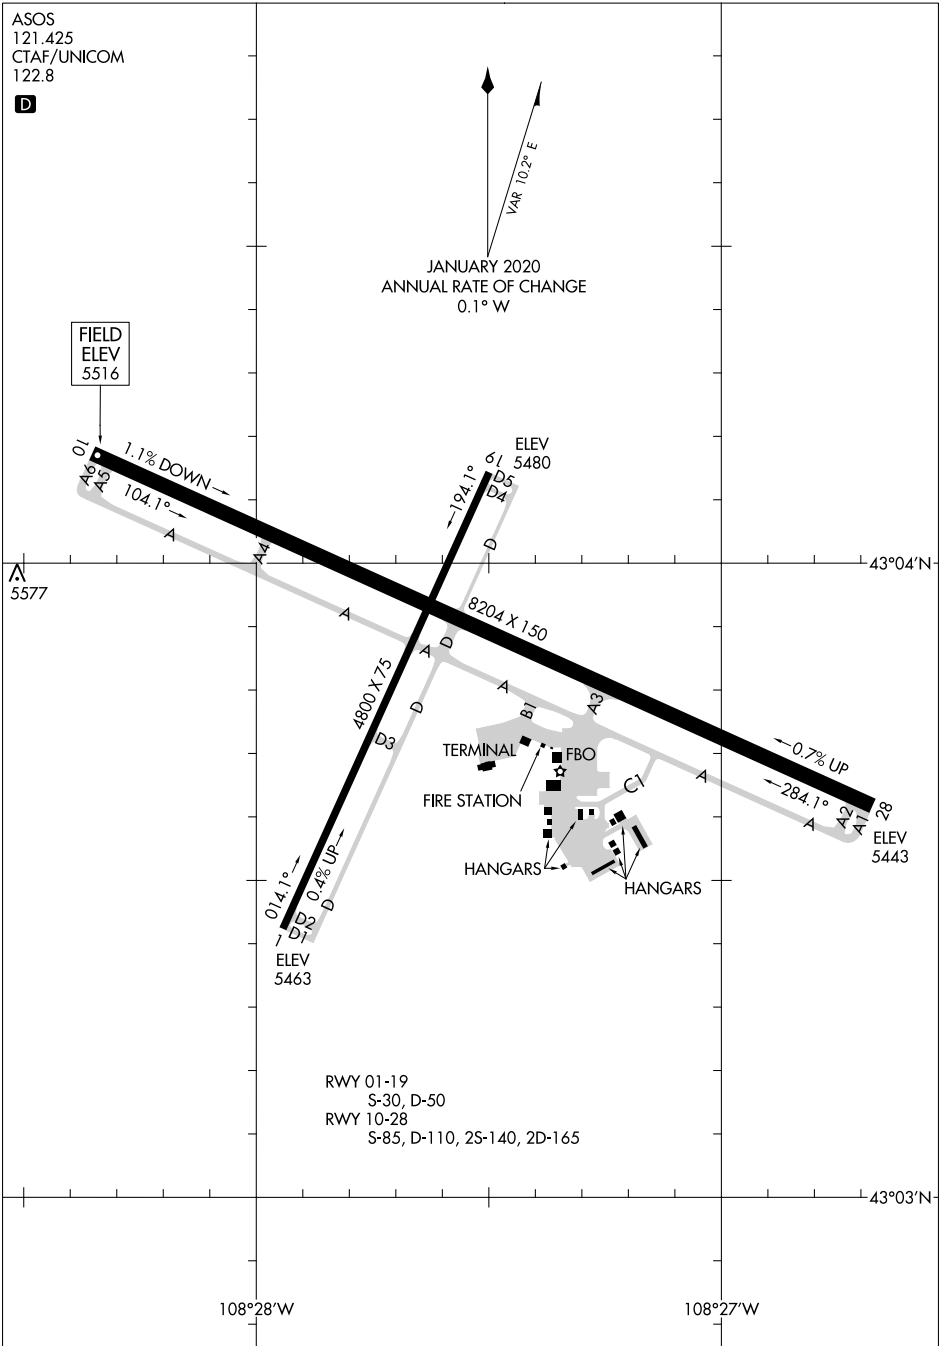 ASOS
121.425
CTAF/UNICOM
122.8
D
VAR 10.2° E
JANUARY 2020
ANNUAL RATE OF CHANGE
0.1° W
FIELD
ELEV
5516
10
1.1% DOWN
104.1°
A6
A5
A
A4
A
5577
19
ELEV
5480
D5
D4
194.1°
D
43°04'N
8204 X 150
D
A
A
4800 X 75
D
D3
B1
A3
TERMINAL
FBO
FIRE STATION
C1
A
0.7% UP
284.1°
A
A2
A1
28
ELEV
5443
HANGARS
HANGARS
014.1°
0.4% UP
D
D2
D1
1
ELEV
5463
RWY 01-19
S-30, D-50
RWY 10-28
S-85, D-110, 2S-140, 2D-165
43°03'N
108°28'W
108°27'W